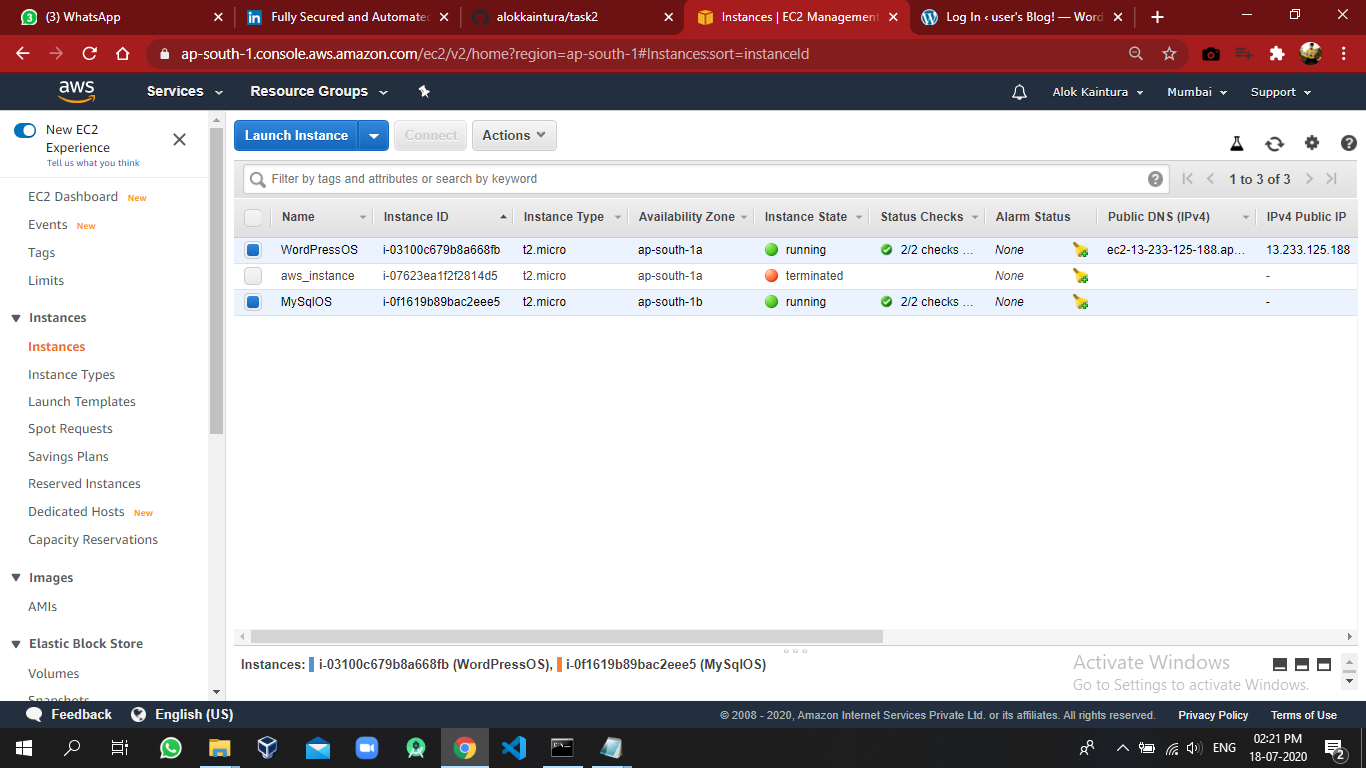 (3) WhatsApp
Fully Secured and Automated
alokkaintura/task2
Instances | EC2 Management
Log In ‹ user's Blog! — Word
ap-south-1.console.aws.amazon.com/ec2/v2/home?region=ap-south-1#Instances:sort=instanceId
aws Services Resource Groups Alok Kaintura Mumbai Support
New EC2
Experience
Tell us what you think
EC2 Dashboard New
Events New
Tags
Limits
Instances
Instances
Instance Types
Launch Templates
Spot Requests
Savings Plans
Reserved Instances
Dedicated Hosts New
Capacity Reservations
Images
AMIs
Elastic Block Store
Volumes
Snapshots
Launch Instance Connect Actions
Filter by tags and attributes or search by keyword
1 to 3 of 3
Name Instance ID Instance Type Availability Zone Instance State Status Checks Alarm Status Public DNS (IPv4) IPv4 Public IP
WordPressOS i-03100c679b8a668fb t2.micro ap-south-1a running 2/2 checks ... None ec2-13-233-125-188.ap... 13.233.125.188
aws_instance i-07623ea1f2f2814d5 t2.micro ap-south-1a terminated None -
MySqlOS i-0f1619b89bac2eee5 t2.micro ap-south-1b running 2/2 checks ... None -
Instances: i-03100c679b8a668fb (WordPressOS), i-0f1619b89bac2eee5 (MySqlOS)
Activate Windows
Go to Settings to activate Windows.
Feedback English (US) © 2008 - 2020, Amazon Internet Services Private Ltd. or its affiliates. All rights reserved. Privacy Policy Terms of Use
ENG
02:21 PM
18-07-2020
2